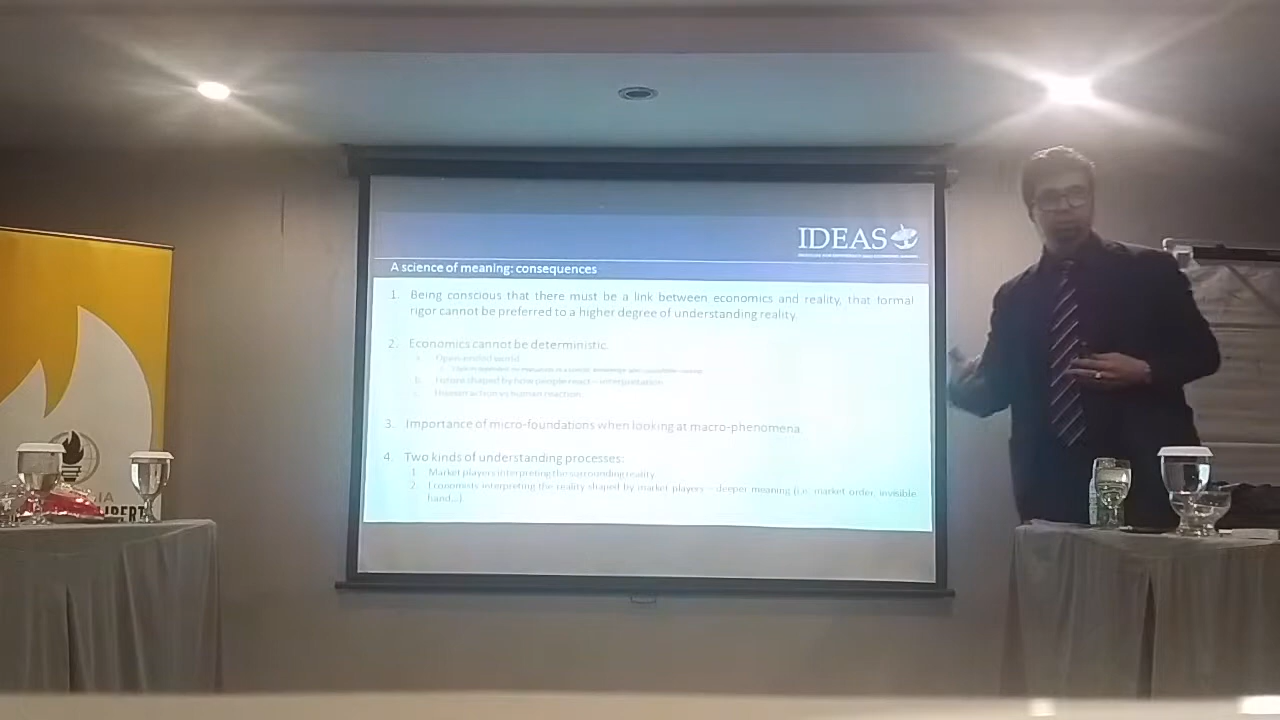 IDEAS
A science of meaning: consequences
1. Being conscious that there must be a link between economics and reality, that formal
rigor cannot be preferred to a higher degree of understanding reality.
2. Economics cannot be deterministic.
a. Open-ended world
b. Future shaped by how people react – interpretation
c. Human action vs human reaction
3. Importance of micro-foundations when looking at macro-phenomena.
4. Two kinds of understanding processes:
1. Market players interpreting the surrounding reality
2. Economists interpreting the reality shaped by market players – deeper meaning (i.e. market order, invisible
hand...)